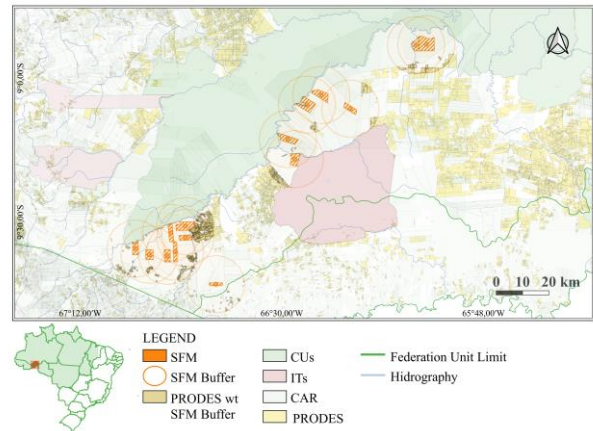 9°0'00"S
9°30'00"S
0 10 20 km
67°12.00'W 66°30.00'W 65°48.00'W
LEGEND
SFM
SFM Buffer
PRODES wt
SFM Buffer
CUs
ITs
CAR
PRODES
Federation Unit Limit
Hidrography